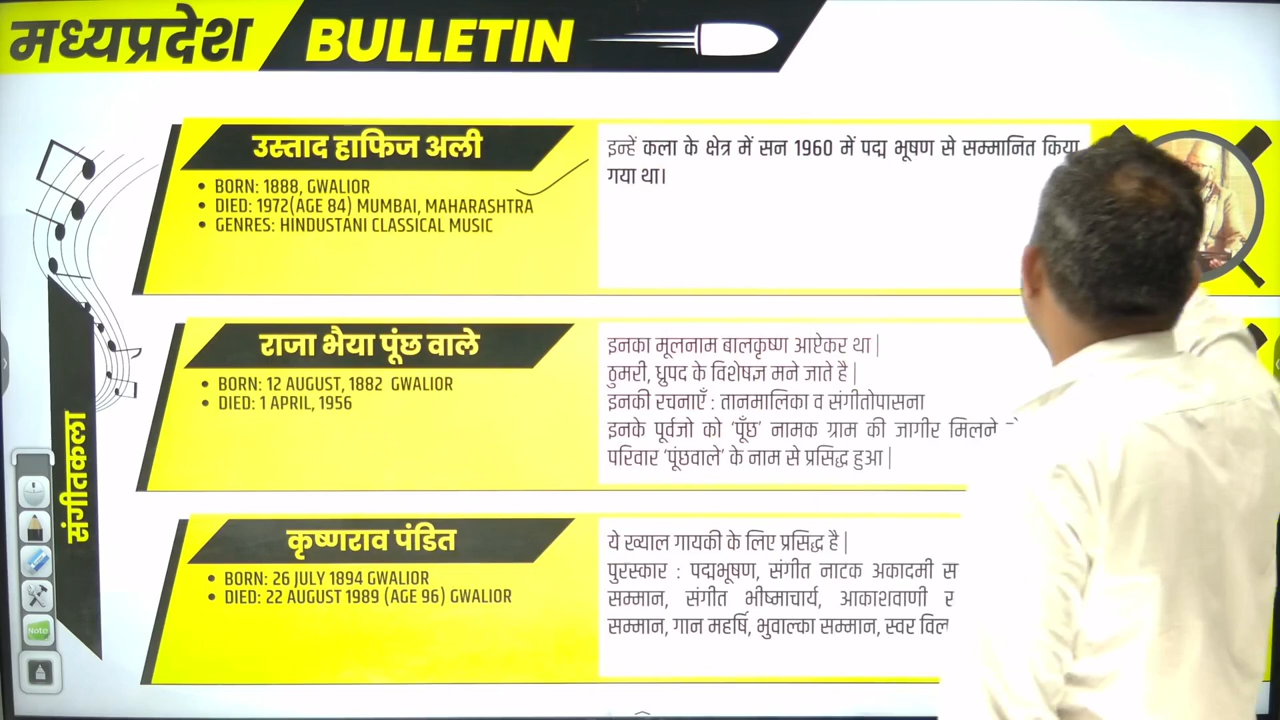 मध्यप्रदेश BULLETIN
उस्ताद हाफिज अली
BORN: 1888, GWALIOR
DIED: 1972(AGE 84) MUMBAI, MAHARASHTRA
GENRES: HINDUSTANI CLASSICAL MUSIC
इन्हें कला के क्षेत्र में सन 1960 में पद्म भूषण से सम्मानित किया
गया था।
राजा भैया पूंछ वाले
BORN: 12 AUGUST, 1882 GWALIOR
DIED: 1 APRIL, 1956
इनका मूलनाम बालकृष्ण आष्टेकर था |
ठुमरी, ध्रुपद के विशेषज्ञ मने जाते है |
इनकी रचनाएँ : तानमालिका व संगीतोपासना
इनके पूर्वजो को 'पूँछ' नामक ग्राम की जागीर मिलने
परिवार 'पूंछवाले' के नाम से प्रसिद्ध हुआ |
कृष्णराव पंडित
BORN: 26 JULY 1894 GWALIOR
DIED: 22 AUGUST 1989 (AGE 96) GWALIOR
ये ख्याल गायकी के लिए प्रसिद्ध है |
पुरस्कार : पद्मभूषण, संगीत नाटक अकादमी
सम्मान, संगीत भीष्माचार्य, आकाशवाणी
सम्मान, गान महर्षि, भुवाल्का सम्मान, स्वर
संगीतकला
Note